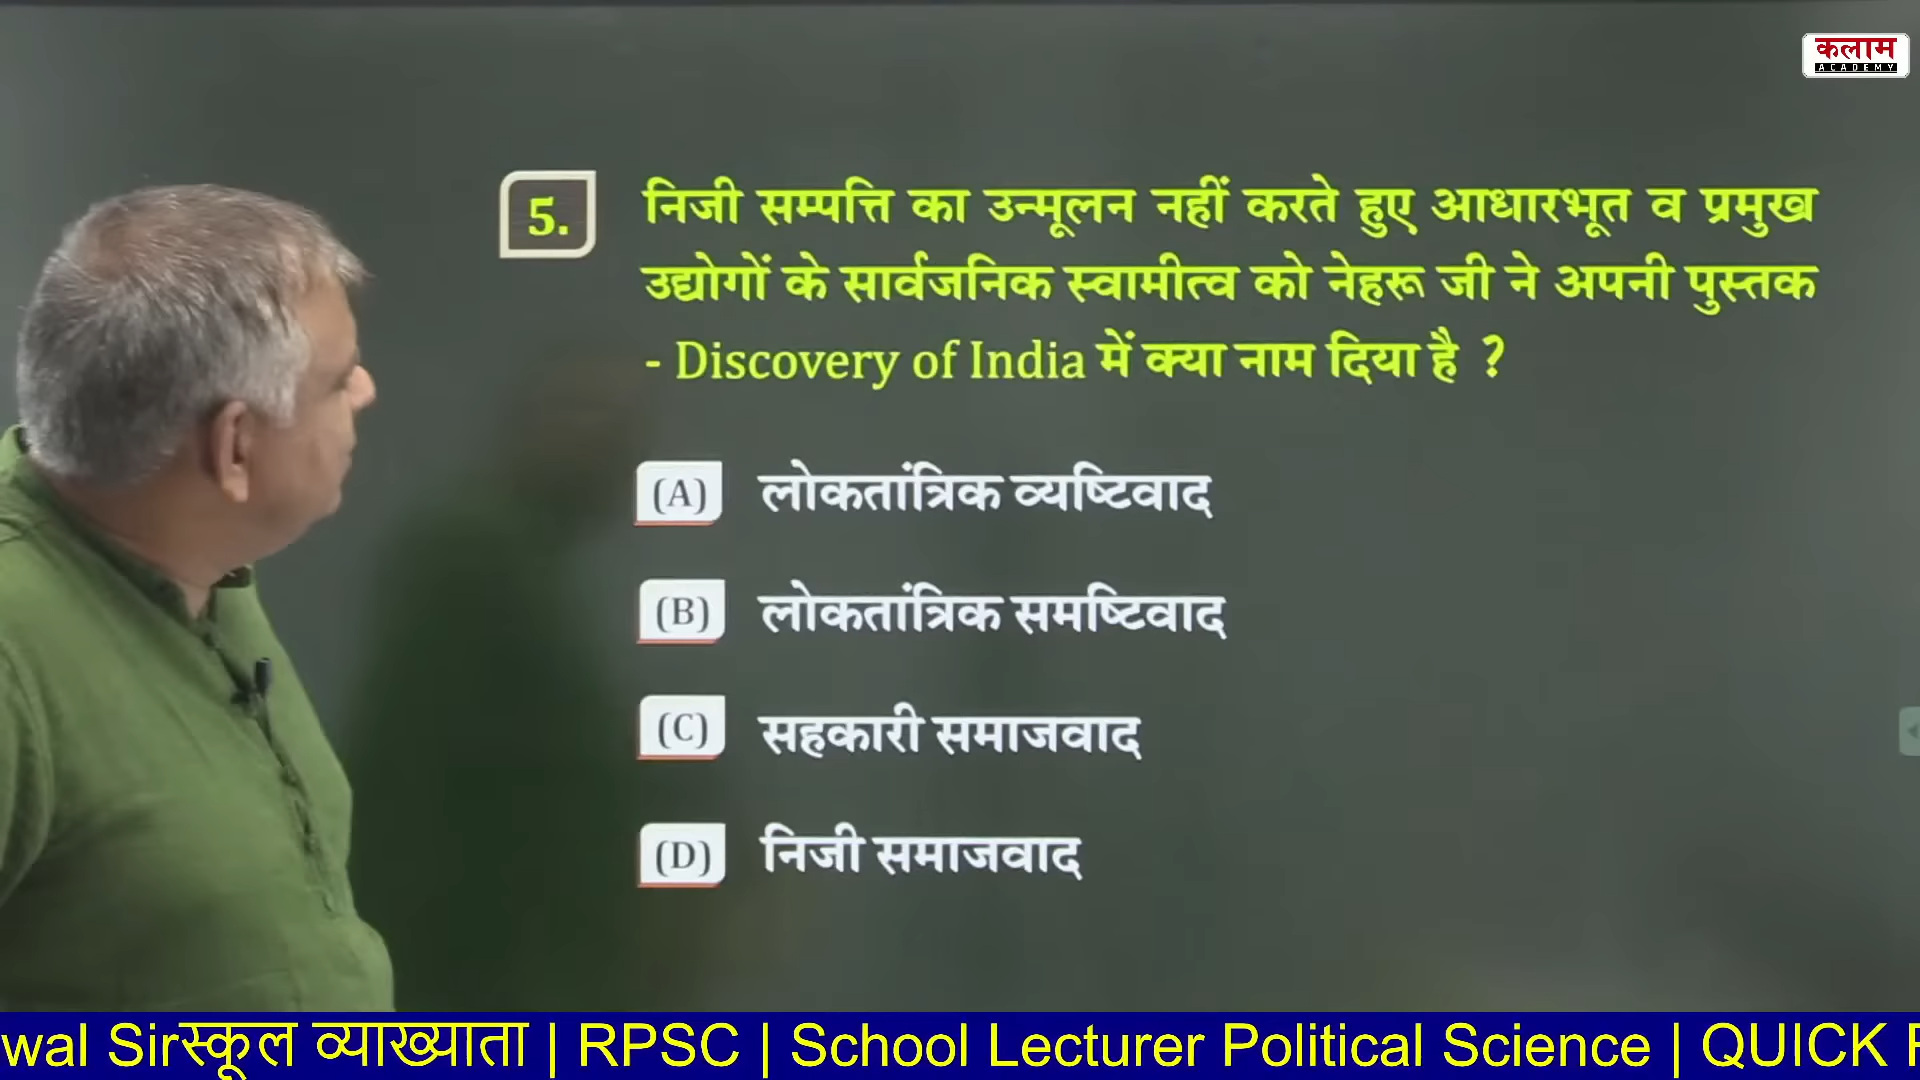 कलाम
ACADEMY
5.
निजी सम्पत्ति का उन्मूलन नहीं करते हुए आधारभूत व प्रमुख
उद्योगों के सार्वजनिक स्वामीत्व को नेहरू जी ने अपनी पुस्तक
- Discovery of India में क्या नाम दिया है ?
(A) लोकतांत्रिक व्यष्टिवाद
(B) लोकतांत्रिक समष्टिवाद
(C) सहकारी समाजवाद
(D) निजी समाजवाद
wal Sirस्कूल व्याख्याता | RPSC | School Lecturer Political Science | QUICK